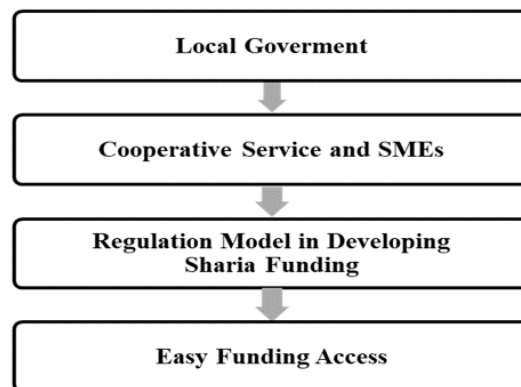 Local Goverment
Cooperative Service and SMEs
Regulation Model in Developing
Sharia Funding
Easy Funding Access